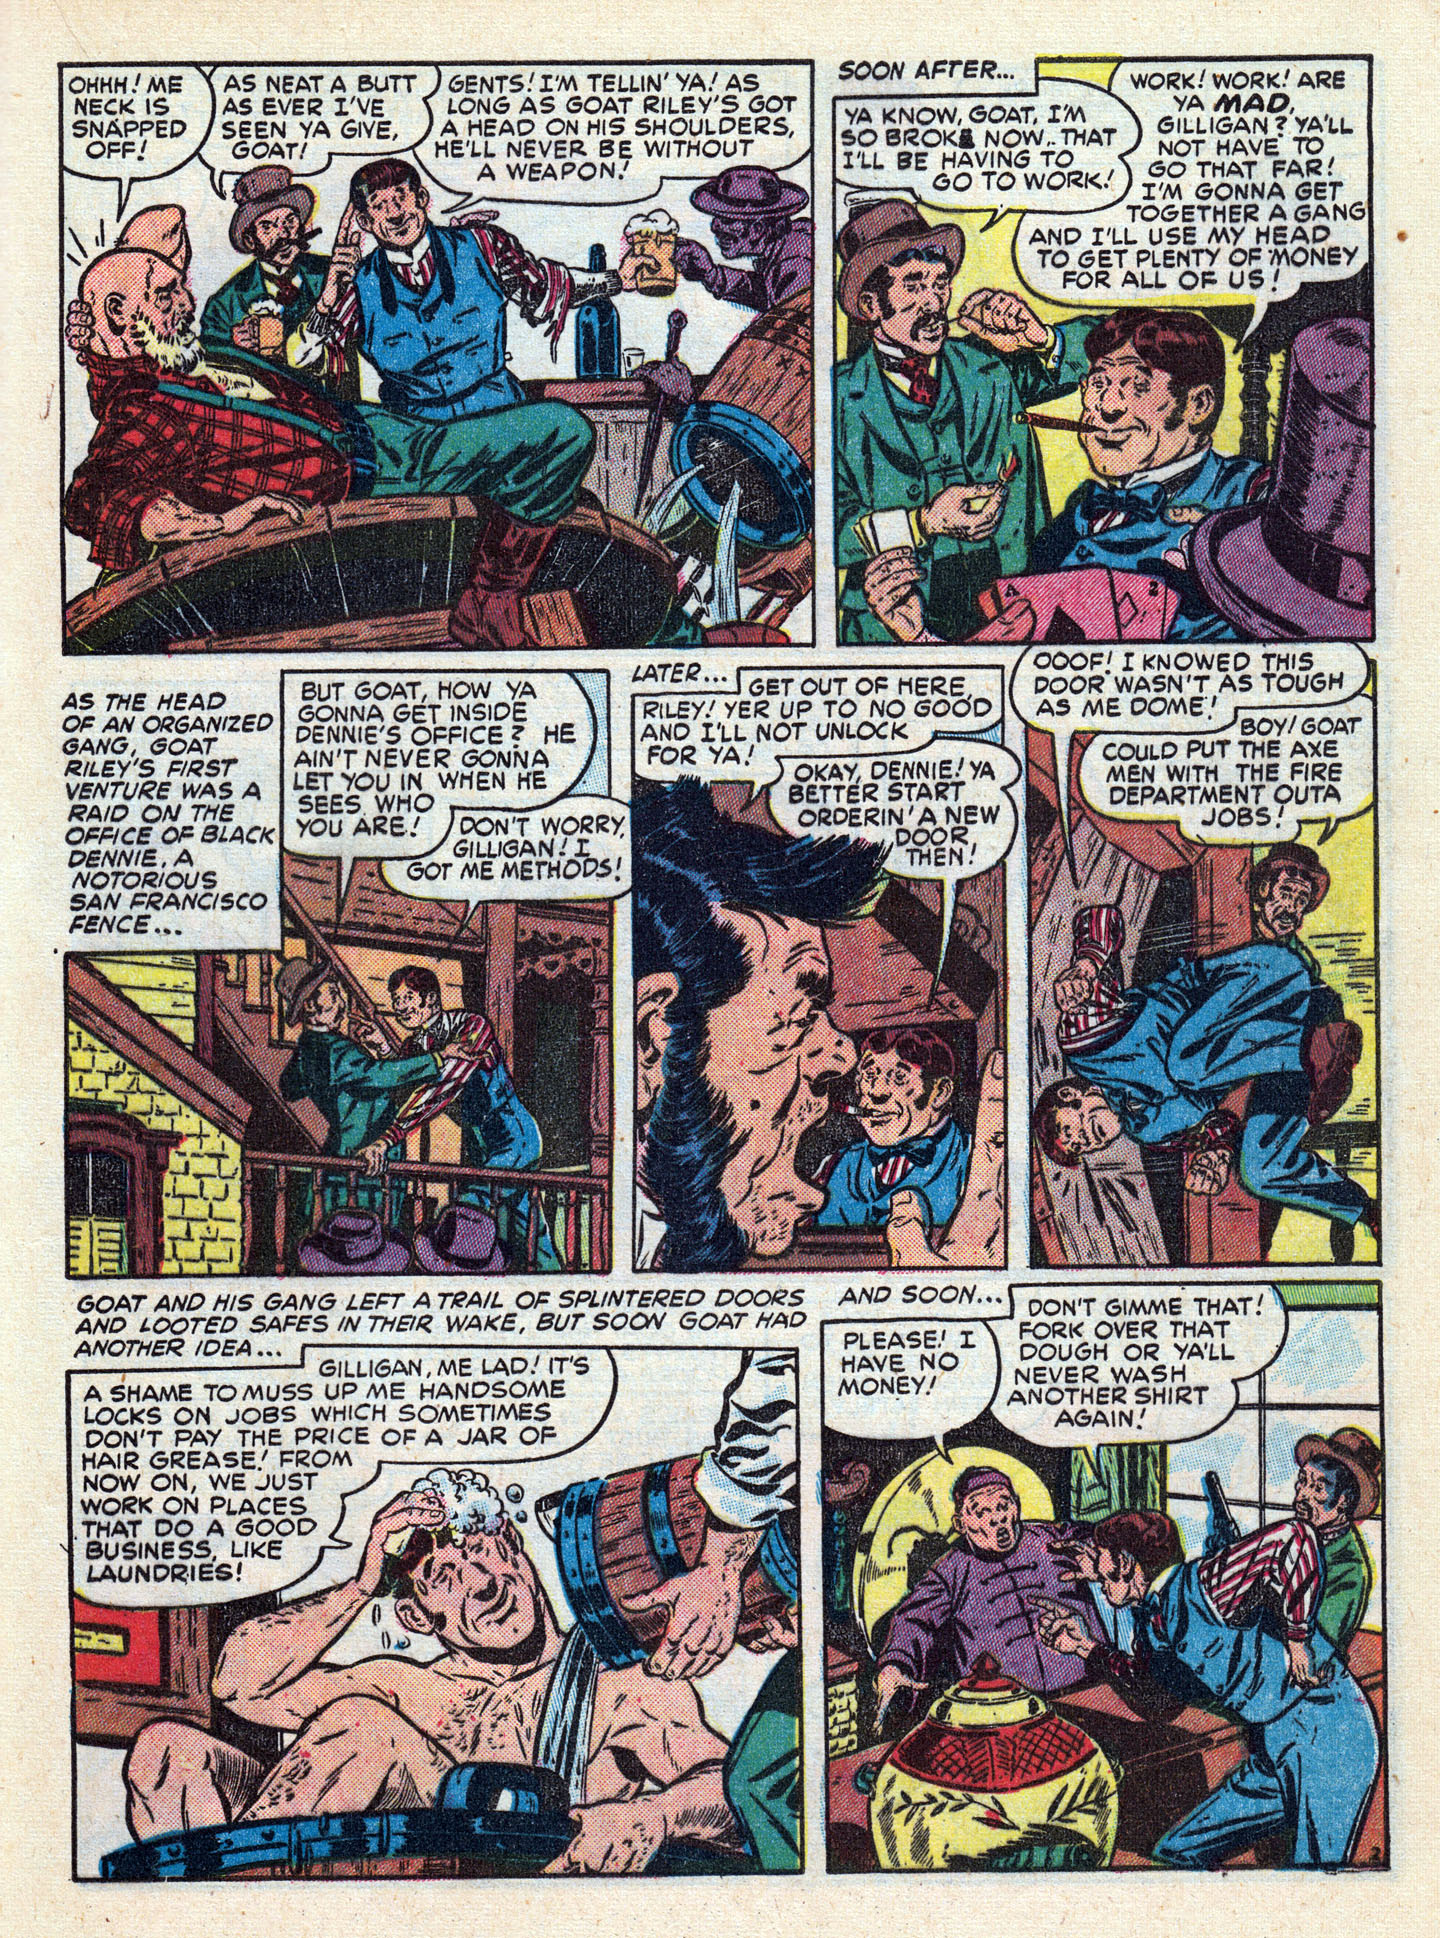 OHHH! ME
NECK IS
SNAPPED
OFF!
AS NEAT A BUTT
AS EVER I'VE
SEEN YA GIVE,
GOAT!
GENTS! I'M TELLIN' YA! AS
LONG AS GOAT RILEY'S GOT
A HEAD ON HIS SHOULDERS,
HE'LL NEVER BE WITHOUT
A WEAPON!
SOON AFTER...
YA KNOW, GOAT, I'M
SO BROKE NOW.. THAT
I'LL BE HAVING TO
GO TO WORK!
WORK! WORK! ARE
YA MAD,
GILLIGAN? YA'LL
NOT HAVE TO
GO THAT FAR!
I'M GONNA GET
TOGETHER A GANG
AND I'LL USE MY HEAD
TO GET PLENTY OF MONEY
FOR ALL OF US!
A
2
AS THE HEAD
OF AN ORGANIZED
GANG, GOAT
RILEY'S FIRST
VENTURE WAS A
RAID ON THE
OFFICE OF BLACK
DENNIE, A
NOTORIOUS
SAN FRANCISCO
FENCE...
BUT GOAT, HOW YA
GONNA GET INSIDE
DENNIE'S OFFICE? HE
AIN'T NEVER GONNA
LET YOU IN WHEN HE
SEES WHO
YOU ARE!
DON'T WORRY,
GILLIGAN! I
GOT ME METHODS!
LATER...
GET OUT OF HERE,
RILEY! YER UP TO NO GOOD
AND I'LL NOT UNLOCK
FOR YA!
OKAY, DENNIE! YA
BETTER START
ORDERIN' A NEW
DOOR,
THEN!
OOOF! I KNOWED THIS
DOOR WASN'T AS TOUGH
AS ME DOME!
BOY! GOAT
COULD PUT THE AXE
MEN WITH THE FIRE
DEPARTMENT OUTA
JOBS!
GOAT AND HIS GANG LEFT A TRAIL OF SPLINTERED DOORS
AND LOOTED SAFES IN THEIR WAKE, BUT SOON GOAT HAD
ANOTHER IDEA...
GILLIGAN, ME LAD! IT'S
A SHAME TO MUSS UP ME HANDSOME
LOCKS ON JOBS WHICH SOMETIMES
DON'T PAY THE PRICE OF A JAR OF
HAIR GREASE! FROM
NOW ON, WE JUST
WORK ON PLACES
THAT DO A GOOD
BUSINESS, LIKE
LAUNDRIES!
AND SOON...
PLEASE! I
HAVE NO
MONEY!
DON'T GIMME THAT!
FORK OVER THAT
DOUGH OR YA'LL
NEVER WASH
ANOTHER SHIRT
AGAIN!
2